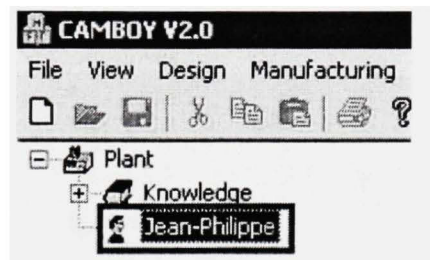 CAMBOY V2.0
File View Design Manufacturing
Plant
Knowledge
Jean-Philippe